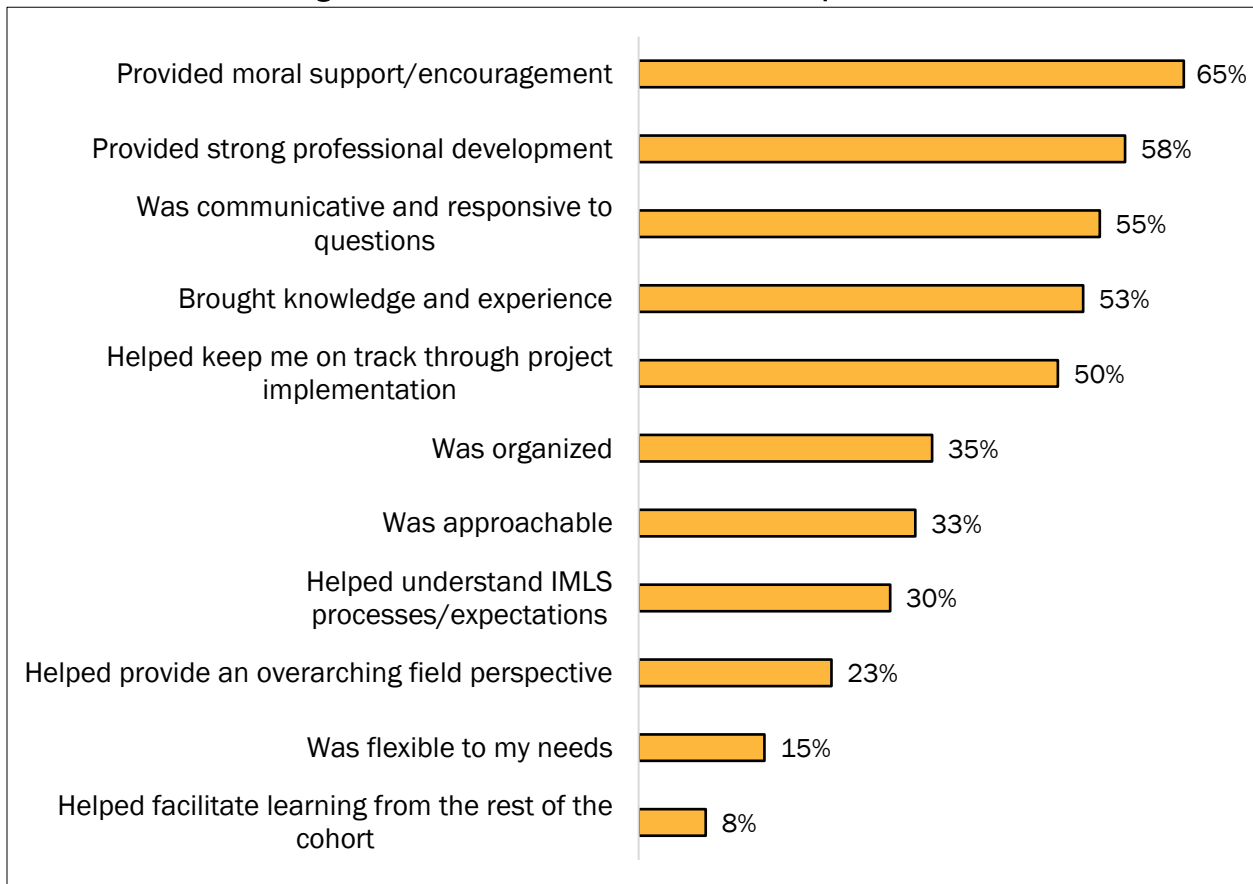 Provided moral support/encouragement 65%
Provided strong professional development 58%
Was communicative and responsive to
questions 55%
Brought knowledge and experience 53%
Helped keep me on track through project
implementation 50%
Was organized 35%
Was approachable 33%
Helped understand IMLS
processes/expectations 30%
Helped provide an overarching field perspective 23%
Was flexible to my needs 15%
Helped facilitate learning from the rest of the
cohort 8%